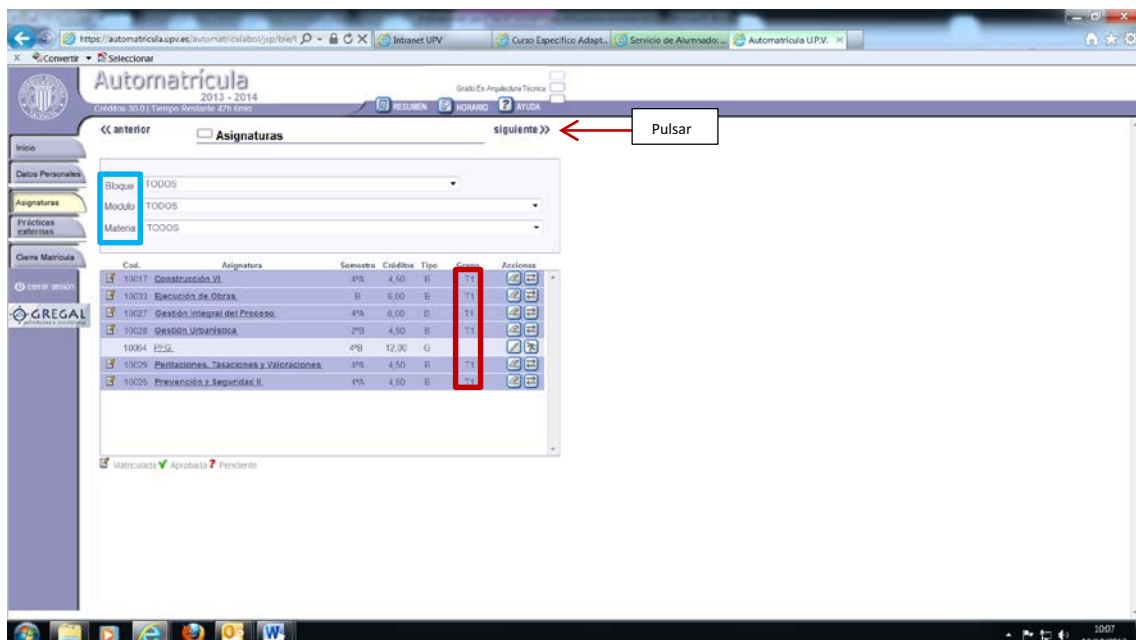 https://automatricula.upv.es/automatriculabol/jsp/ble/l
Intranet UPV
Curso Específico Adapt...
Servicio de Alumnado: ...
Automatrícula U.P.V.
Convertir
Seleccionar
Automatrícula
2013 - 2014
Grado En Arquitectura Técnica
Créditos 30.0 | Tiempo Restante 476 6min
RESUMEN HORARIO AYUDA
<< anterior
Asignaturas
siguiente >>
Pulsar
Inicio
Datos Personales
Asignaturas
Prácticas externas
Cierre Matrícula
cerrar sesión
GREGAL
Bloque TODOS
Modulo TODOS
Materia TODOS
Cod. Asignatura Semestre Créditos Tipo Grupo Acciones
10017 Construcción VI 4ºA 4,50 B T1
10033 Ejecución de Obras B 6,00 B T1
10027 Gestión Integral del Proceso 4ºA 6,00 B T1
10028 Gestión Urbanística 2ºB 4,50 B T1
10064 PFG 4ºB 12,00 G
10029 Peritaciones, Tasaciones y Valoraciones 4ºA 4,50 B T1
10025 Prevención y Seguridad II 4ºA 4,50 B T1
Matriculada Aprobada ? Pendiente
10:07